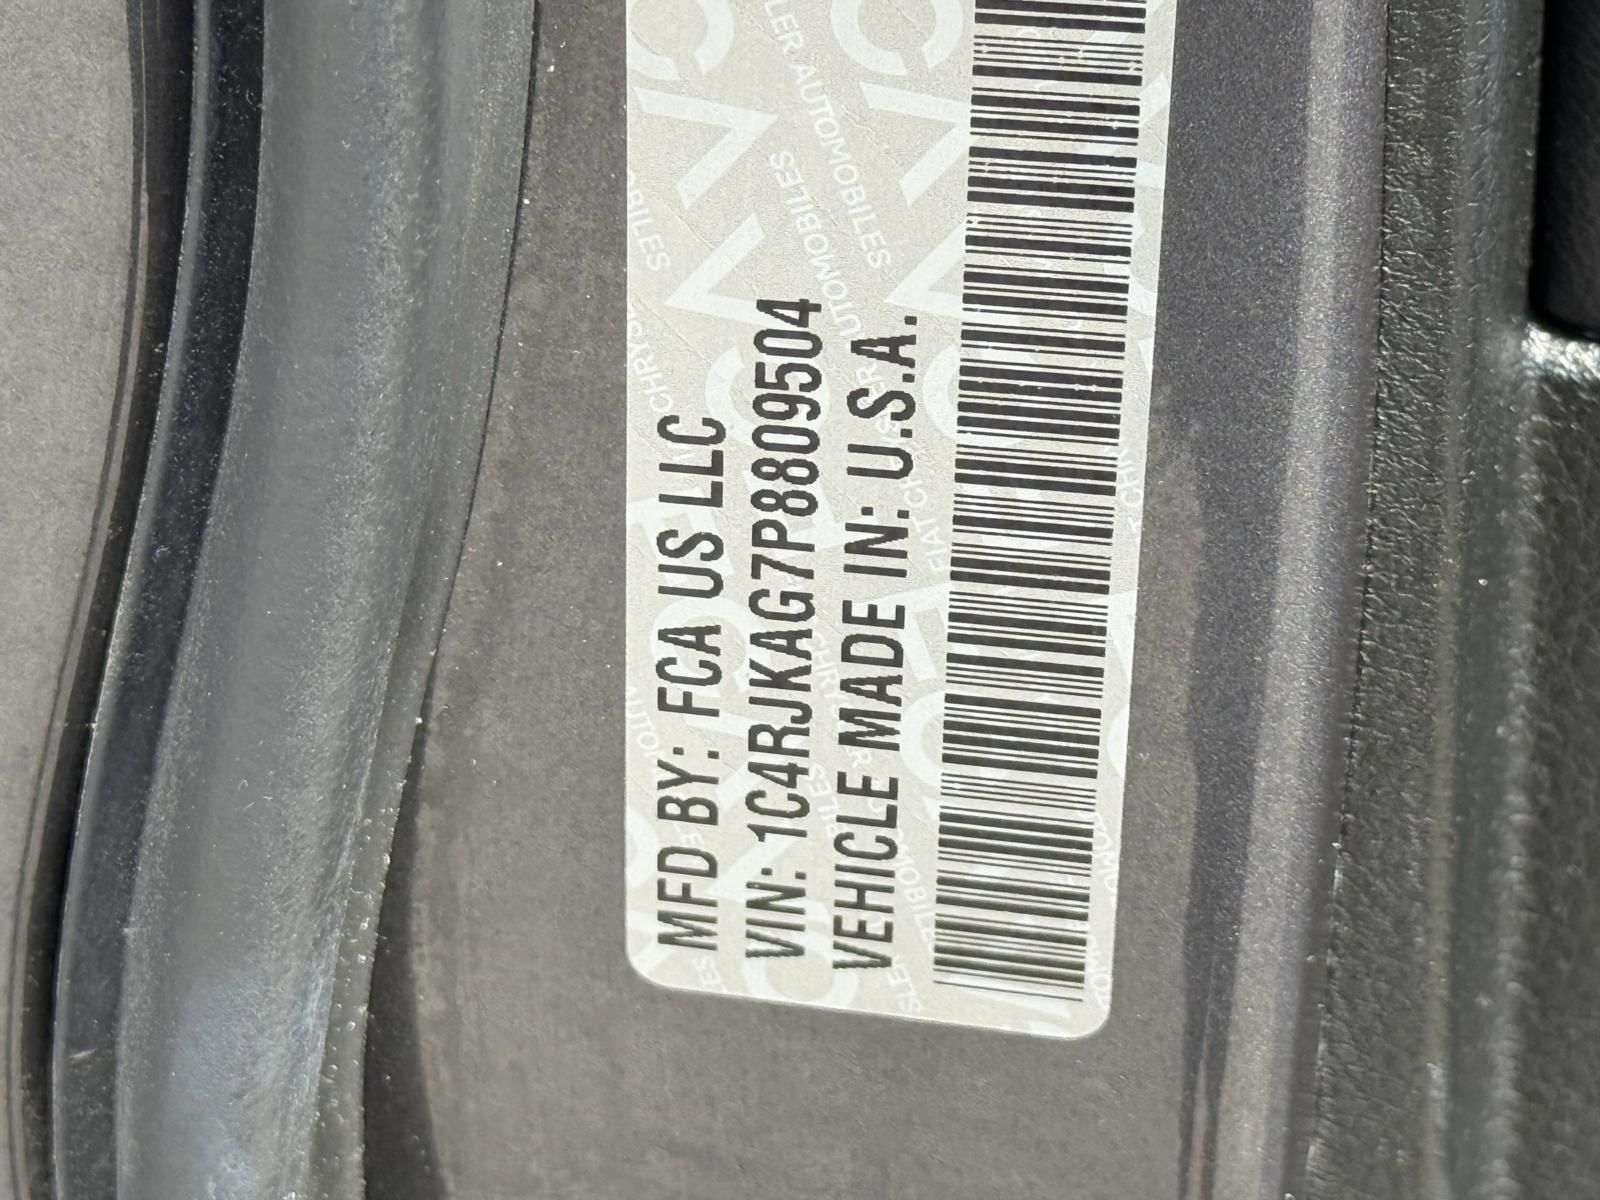 MFD BY: FCA US LLC
VIN: 1C4RJKAG7P8809504
VEHICLE MADE IN: U.S.A.